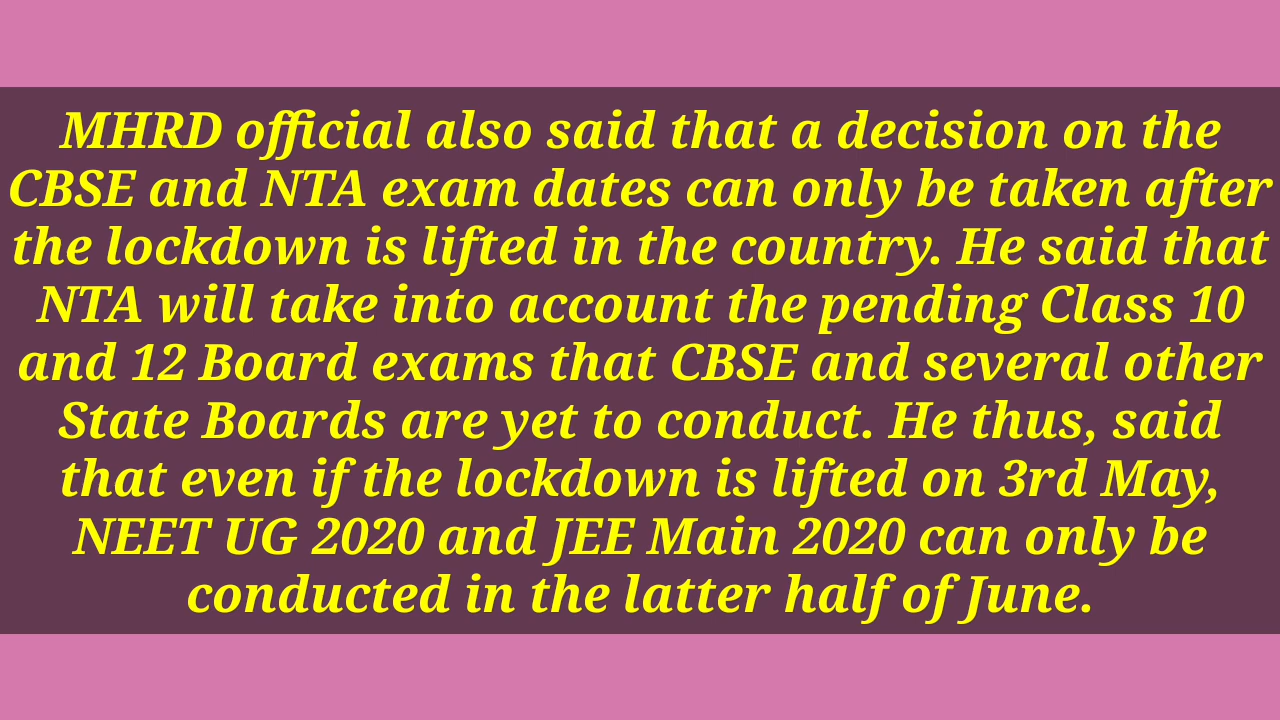 MHRD official also said that a decision on the
CBSE and NTA exam dates can only be taken after
the lockdown is lifted in the country. He said that
NTA will take into account the pending Class 10
and 12 Board exams that CBSE and several other
State Boards are yet to conduct. He thus, said
that even if the lockdown is lifted on 3rd May,
NEET UG 2020 and JEE Main 2020 can only be
conducted in the latter half of June.